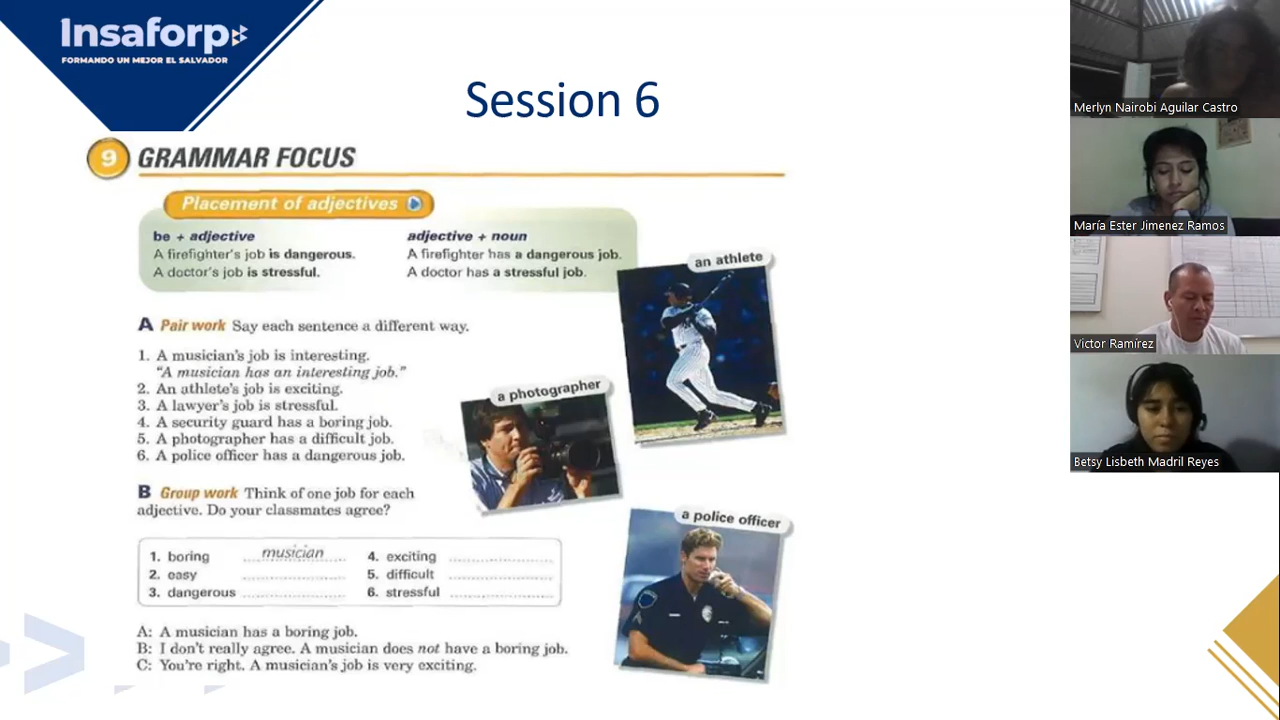 Insaforp
FORMANDO UN MEJOR EL SALVADOR
Session 6
9 GRAMMAR FOCUS
Placement of adjectives
be + adjective
A firefighter's job is dangerous.
A doctor's job is stressful.
adjective + noun
A firefighter has a dangerous job.
A doctor has a stressful job.
an athlete
A Pair work Say each sentence a different way.
1. A musician's job is interesting.
"A musician has an interesting job."
2. An athlete's job is exciting.
3. A lawyer's job is stressful.
4. A security guard has a boring job.
5. A photographer has a difficult job.
6. A police officer has a dangerous job.
a photographer
B Group work Think of one job for each
adjective. Do your classmates agree?
a police officer
1. boring musician
2. easy
3. dangerous
4. exciting
5. difficult
6. stressful
A: A musician has a boring job.
B: I don't really agree. A musician does not have a boring job.
C: You're right. A musician's job is very exciting.
Merlyn Nairobi Aguilar Castro
María Ester Jimenez Ramos
Victor Ramírez
Betsy Lisbeth Madril Reyes